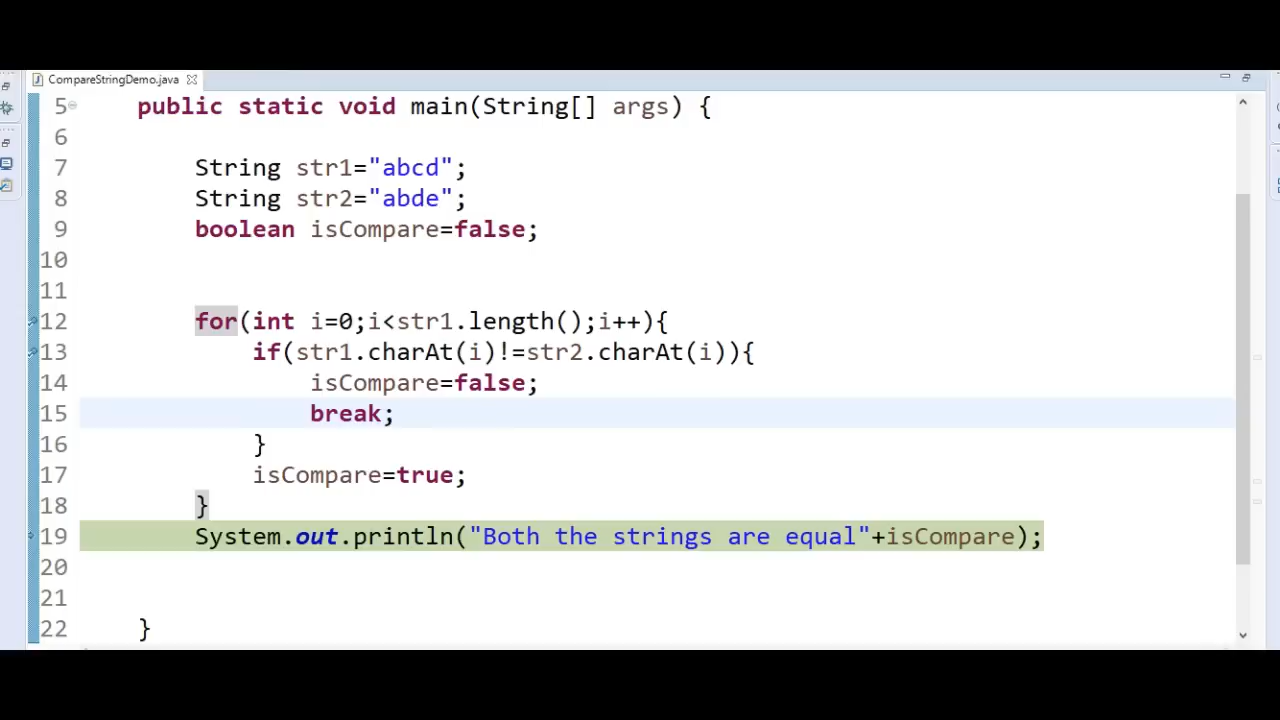 CompareStringDemo.java
5 public static void main(String[] args) {
6
7 String str1="abcd";
8 String str2="abde";
9 boolean isCompare=false;
10
11
12 for(int i=0;i<str1.length();i++){
13 if(str1.charAt(i)!=str2.charAt(i)){
14 isCompare=false;
15 break;
16 }
17 isCompare=true;
18 }
19 System.out.println("Both the strings are equal"+isCompare);
20
21
22 }